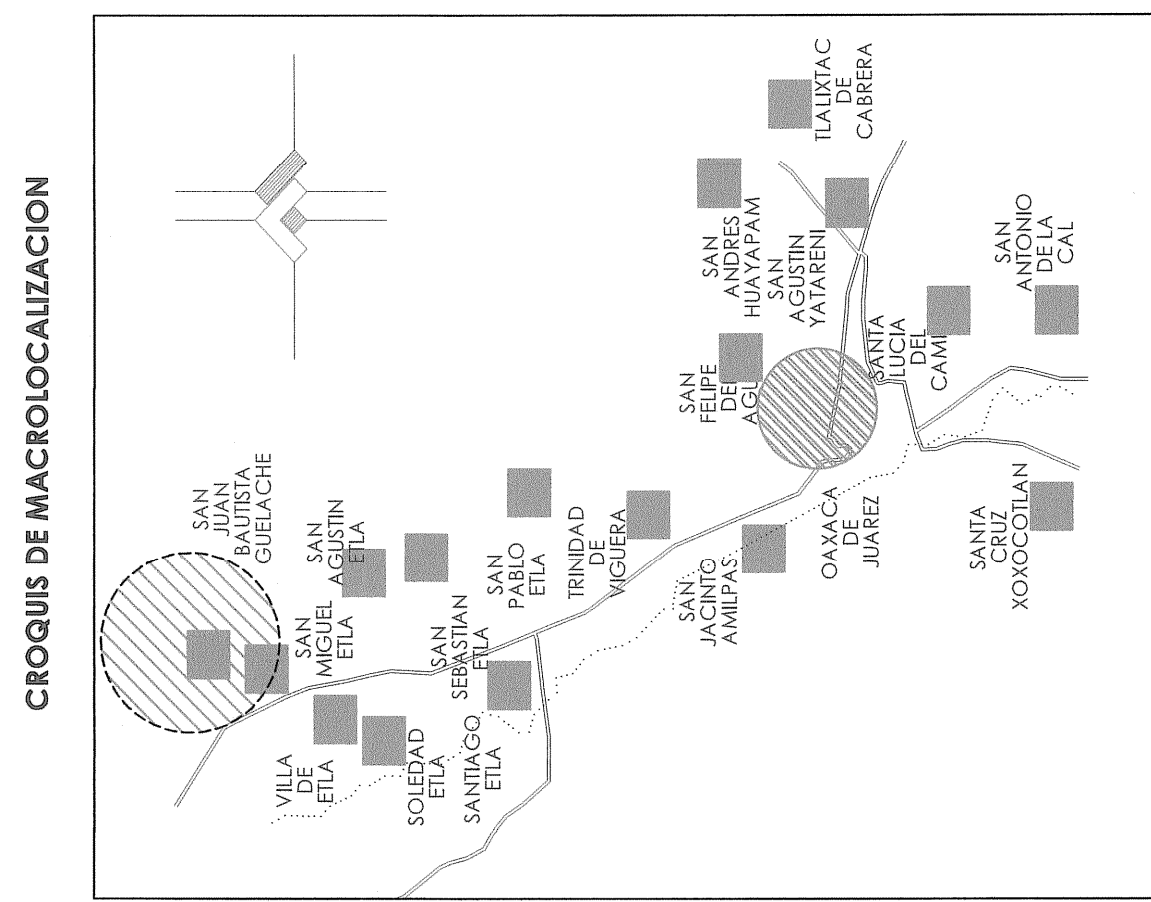 CROQUIS DE MACROLOCALIZACION
SAN
JUAN
BAUTISTA
GUELACHE
SAN
MIGUEL
ETLA
SAN
AGUSTIN
ETLA
VILLA
DE
ETLA
SOLEDAD
ETLA
SAN
SEBASTIAN
ETLA
SANTIAGO
ETLA
SAN
PABLO
ETLA
TRINIDAD
DE
VIGUERA
SAN
JACINTO
AMILPAS
SAN
FELIPE
DE
AGU
SAN
ANDRES
HUAYAPAM
SAN
AGUSTIN
YATARENI
TLALIXTAC
DE
CABRERA
OAXACA
DE
JUAREZ
SANTA
LUCIA
DEL
CAMI
SANTA
CRUZ
XOXOCOTLAN
SAN
ANTONIO
DE LA
CAL